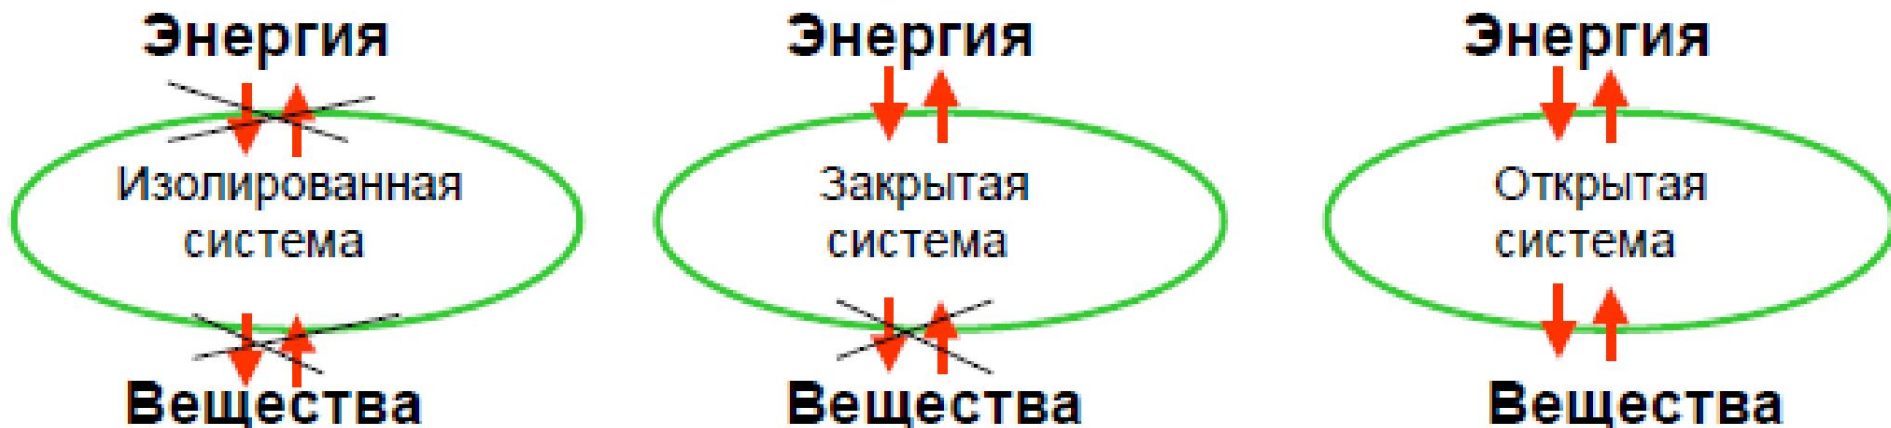 Энергия
Энергия
Энергия
Изолированная
система
Закрытая
система
Открытая
система
Вещества
Вещества
Вещества